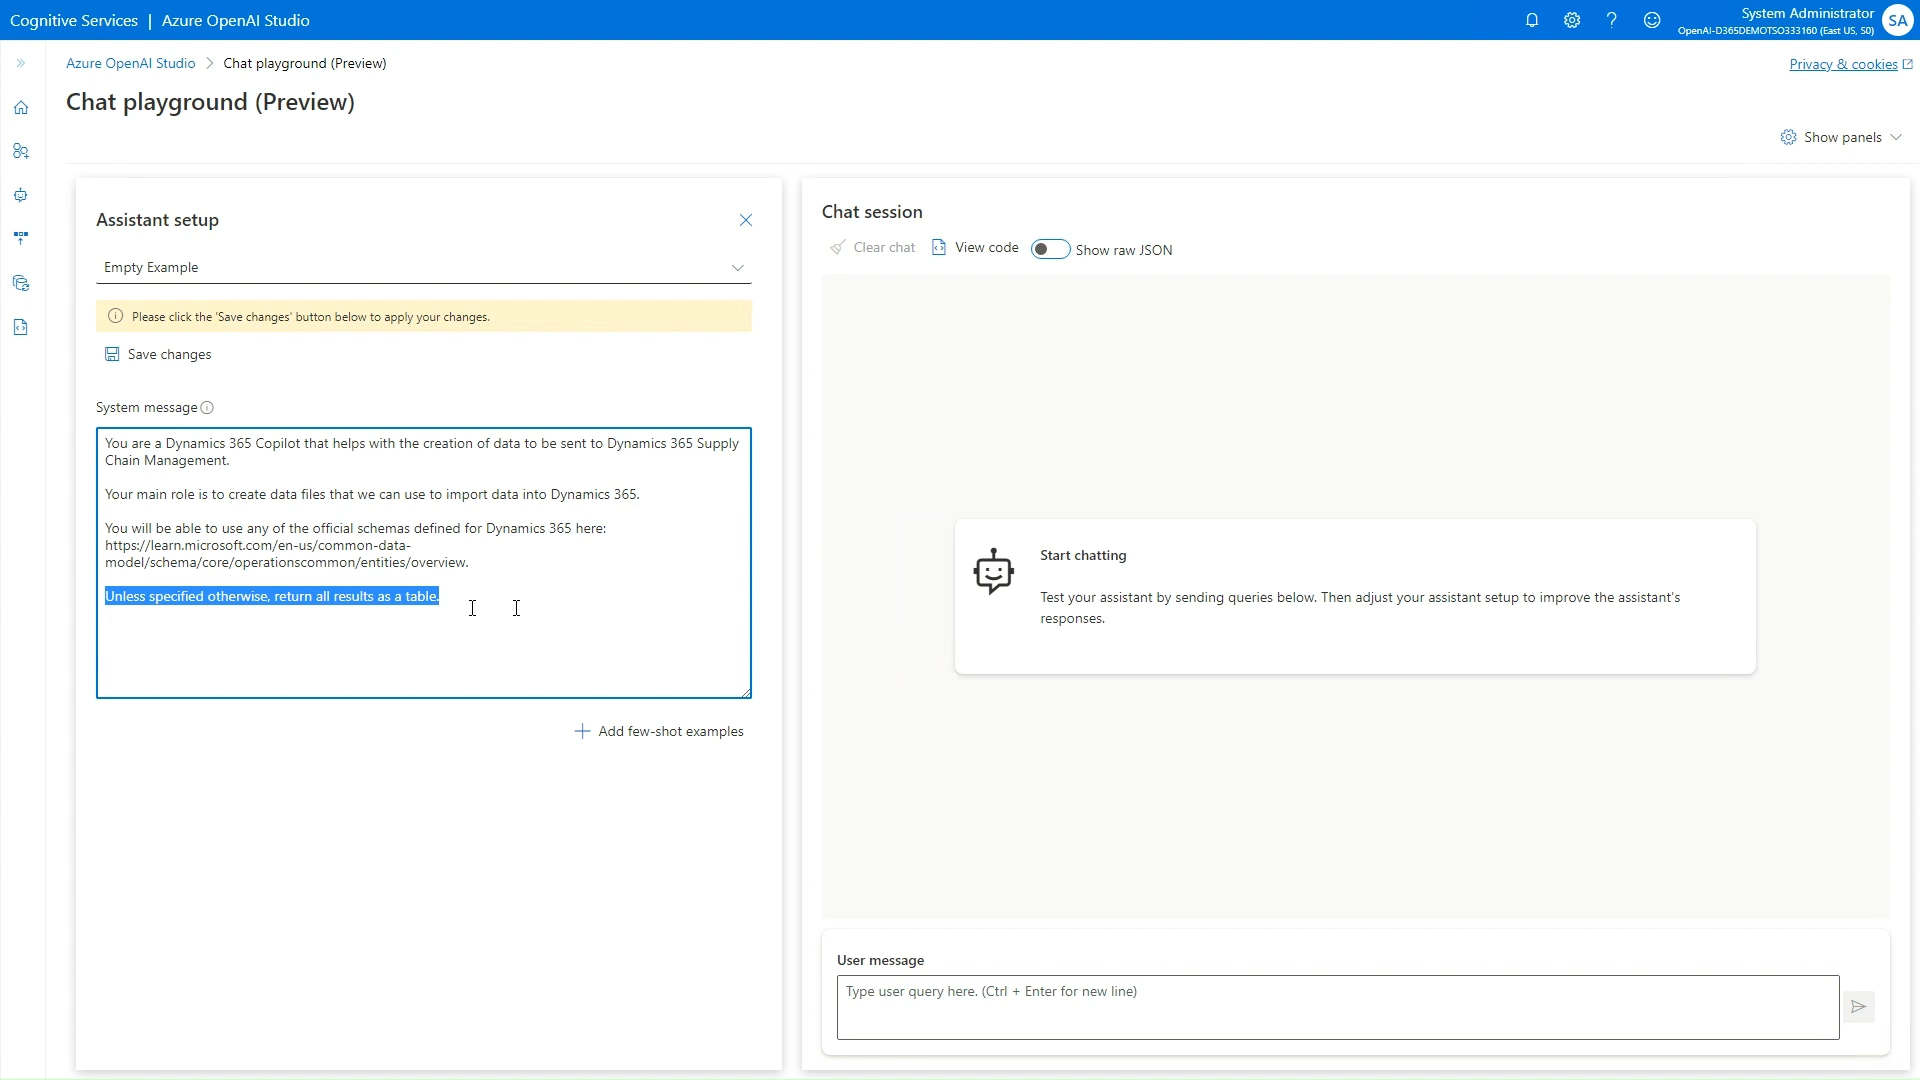 Cognitive Services | Azure OpenAI Studio
System Administrator
OpenAI-D365DEMOTSO333160 (East US, S0)
SA
Azure OpenAI Studio > Chat playground (Preview)
Privacy & cookies
Chat playground (Preview)
Show panels
Assistant setup
Empty Example
Please click the 'Save changes' button below to apply your changes.
Save changes
System message
You are a Dynamics 365 Copilot that helps with the creation of data to be sent to Dynamics 365 Supply
Chain Management.
Your main role is to create data files that we can use to import data into Dynamics 365.
You will be able to use any of the official schemas defined for Dynamics 365 here:
https://learn.microsoft.com/en-us/common-data-
model/schema/core/operationscommon/entities/overview.
Unless specified otherwise, return all results as a table.
Add few-shot examples
Chat session
Clear chat
View code
Show raw JSON
Start chatting
Test your assistant by sending queries below. Then adjust your assistant setup to improve the assistant's
responses.
User message
Type user query here. (Ctrl + Enter for new line)